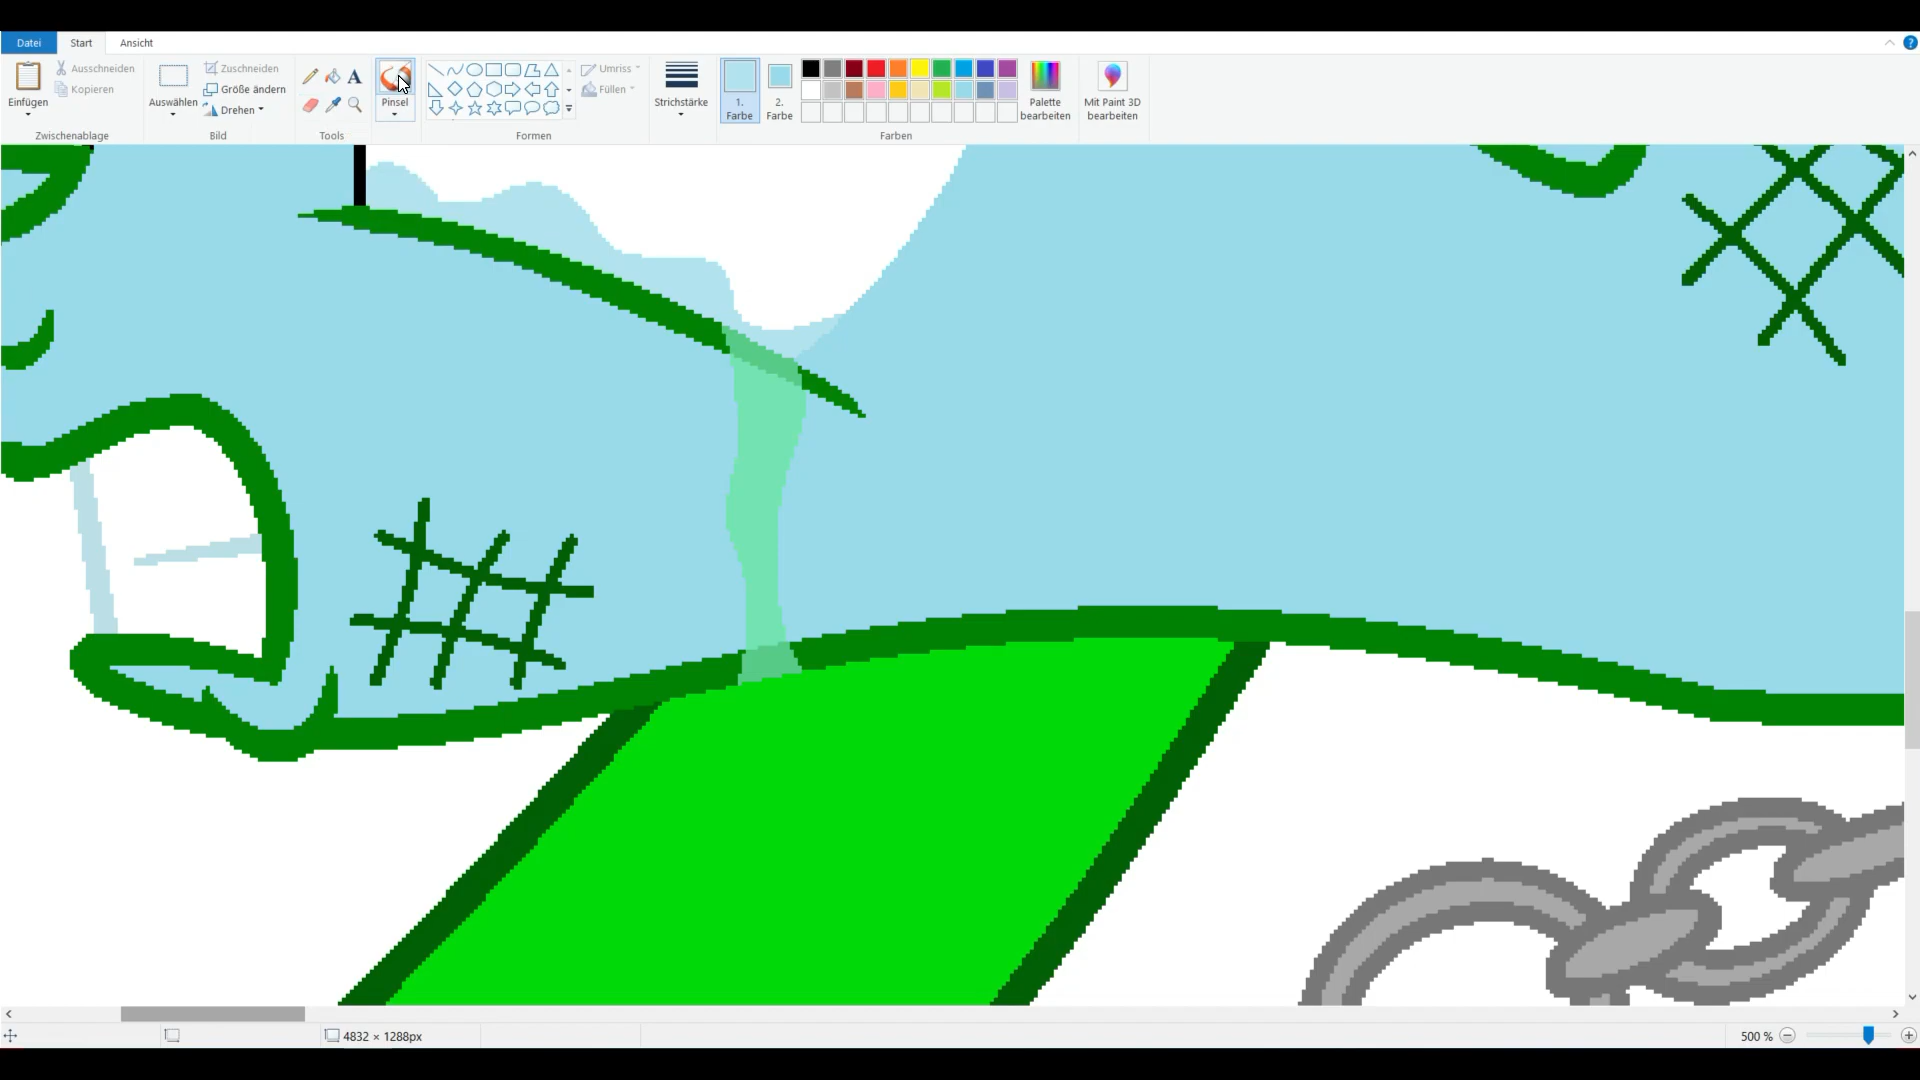 Datei Start Ansicht ?
Ausschneiden Zuschneiden Umriss
Kopieren Größe ändern A Füllen
Einfügen Auswählen Drehen Pinsel Strichstärke 1. Farbe 2. Farbe Palette bearbeiten Mit Paint 3D bearbeiten
Zwischenablage Bild Tools Formen Farben
4832 × 1288px 500 %